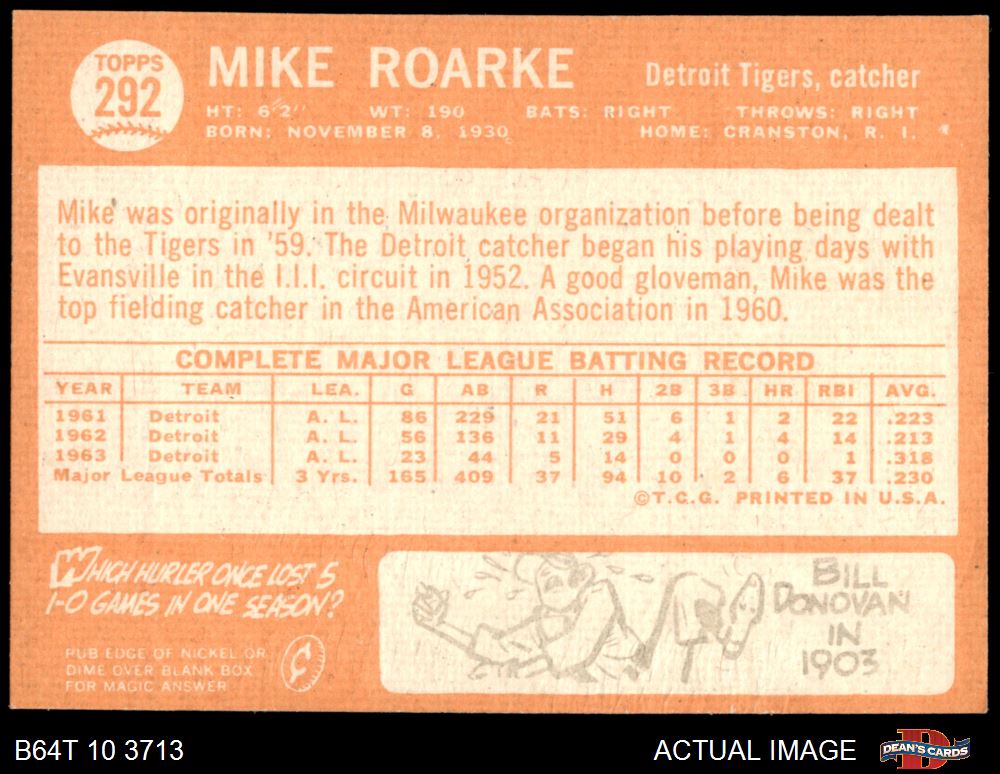 TOPPS
292
MIKE ROARKE
Detroit Tigers, catcher
HT: 6'2" WT: 190 BATS: RIGHT THROWS: RIGHT
BORN: NOVEMBER 8, 1930 HOME: CRANSTON, R. I.
Mike was originally in the Milwaukee organization before being dealt
to the Tigers in '59. The Detroit catcher began his playing days with
Evansville in the I.I.I. circuit in 1952. A good gloveman, Mike was the
top fielding catcher in the American Association in 1960.
COMPLETE MAJOR LEAGUE BATTING RECORD
YEAR TEAM LEA. G AB R H 2B 3B HR RBI AVG.
1961 Detroit A. L. 86 229 21 51 6 1 2 22 .223
1962 Detroit A. L. 56 136 11 29 4 1 4 14 .213
1963 Detroit A. L. 23 44 5 14 0 0 0 1 .318
Major League Totals 3 Yrs. 165 409 37 94 10 2 6 37 .230
©T.C.G. PRINTED IN U.S.A.
WHICH HURLER ONCE LOST 5
1-0 GAMES IN ONE SEASON?
RUB EDGE OF NICKEL OR
DIME OVER BLANK BOX
FOR MAGIC ANSWER
¢
BILL
DONOVAN
IN
1903
B64T 10 3713
ACTUAL IMAGE
D
DEAN'S CARDS